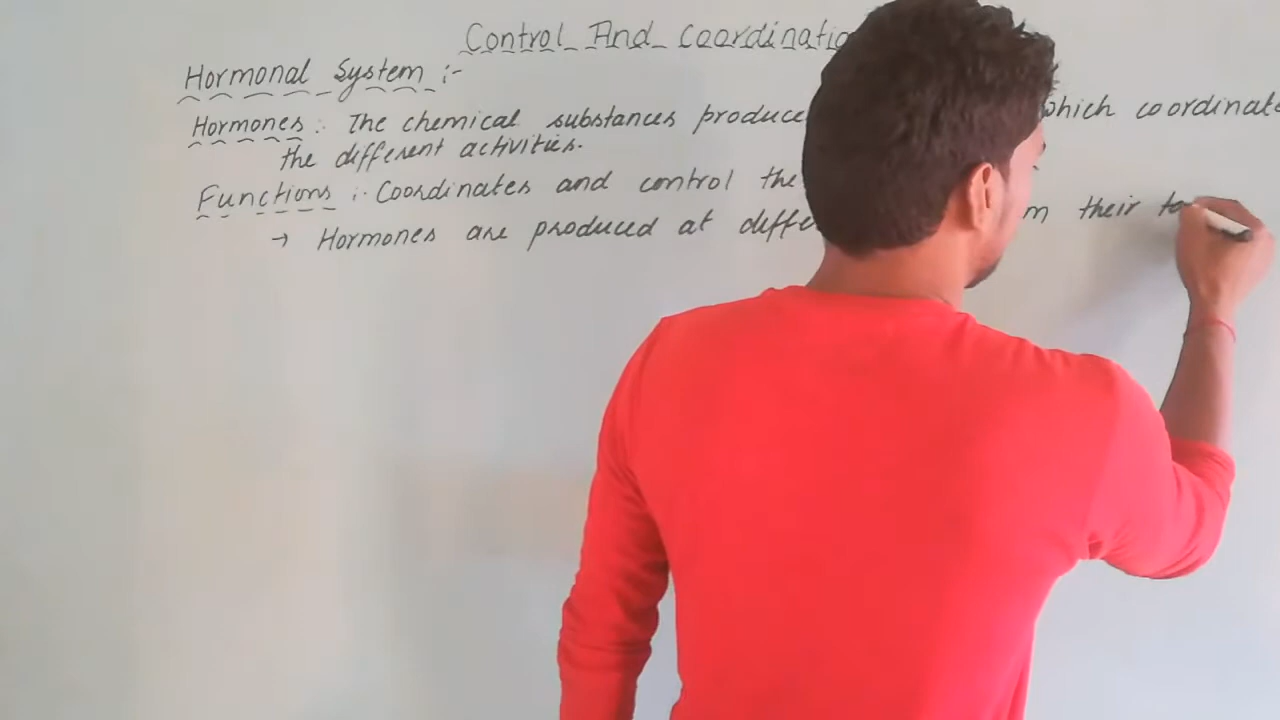 Control And Coordinatio
Hormonal System :-
Hormones :- The chemical substances produce which coordinate
the different activities.
Functions :- Coordinates and control the
→ Hormones are produced at diffe m their ta